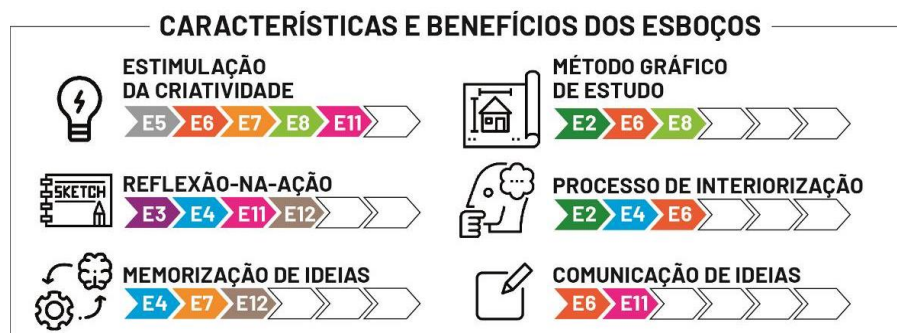 CARACTERÍSTICAS E BENEFÍCIOS DOS ESBOÇOS
ESTIMULAÇÃO
DA CRIATIVIDADE
E5 E6 E7 E8 E11
MÉTODO GRÁFICO
DE ESTUDO
E2 E6 E8
SKETCH
REFLEXÃO-NA-AÇÃO
E3 E4 E11 E12
PROCESSO DE INTERIORIZAÇÃO
E2 E4 E6
MEMORIZAÇÃO DE IDEIAS
E4 E7 E12
COMUNICAÇÃO DE IDEIAS
E6 E11